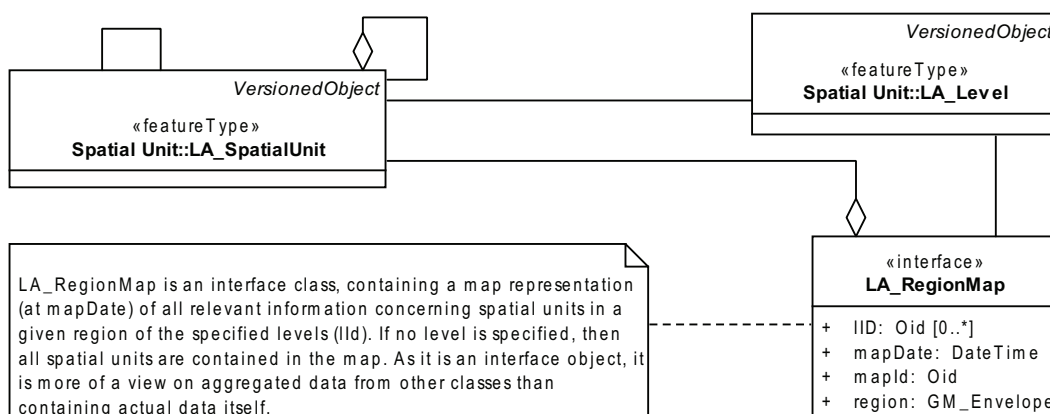 VersionedObject
«featureType»
Spatial Unit::LA_Level
VersionedObject
«featureType»
Spatial Unit::LA_SpatialUnit
LA_RegionMap is an interface class, containing a map representation
(at mapDate) of all relevant information concerning spatial units in a
given region of the specified levels (lId). If no level is specified, then
all spatial units are contained in the map. As it is an interface object, it
is more of a view on aggregated data from other classes than
containing actual data itself.
«interface»
LA_RegionMap
+ lID: Oid [0..*]
+ mapDate: DateTime
+ mapId: Oid
+ region: GM_Envelope